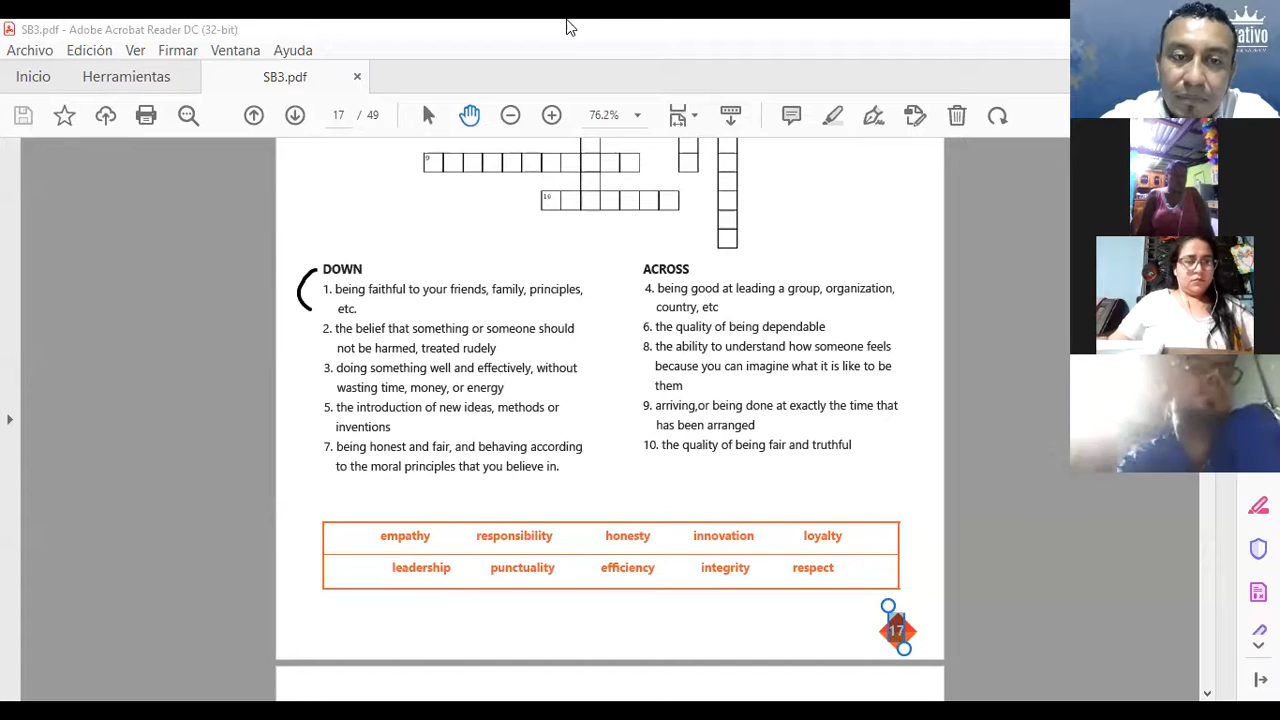 SB3.pdf - Adobe Acrobat Reader DC (32-bit)
Archivo Edición Ver Firmar Ventana Ayuda
Inicio Herramientas SB3.pdf ×
17 / 49 76.2%
9
10
DOWN
1. being faithful to your friends, family, principles,
etc.
2. the belief that something or someone should
not be harmed, treated rudely
3. doing something well and effectively, without
wasting time, money, or energy
5. the introduction of new ideas, methods or
inventions
7. being honest and fair, and behaving according
to the moral principles that you believe in.
ACROSS
4. being good at leading a group, organization,
country, etc
6. the quality of being dependable
8. the ability to understand how someone feels
because you can imagine what it is like to be
them
9. arriving,or being done at exactly the time that
has been arranged
10. the quality of being fair and truthful
empathy responsibility honesty innovation loyalty
leadership punctuality efficiency integrity respect
17